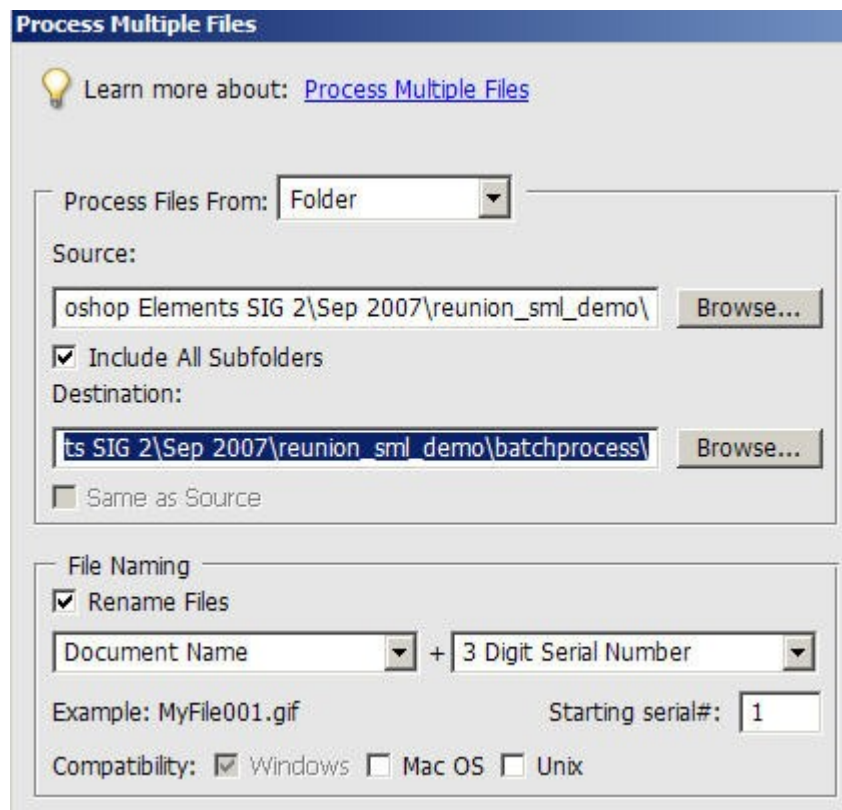 Process Multiple Files
Learn more about: Process Multiple Files
Process Files From: Folder
Source:
oshop Elements SIG 2\Sep 2007\reunion_sml_demo\ Browse...
Include All Subfolders
Destination:
ts SIG 2\Sep 2007\reunion_sml_demo\batchprocess\ Browse...
Same as Source
File Naming
Rename Files
Document Name + 3 Digit Serial Number
Example: MyFile001.gif Starting serial#: 1
Compatibility: Windows Mac OS Unix